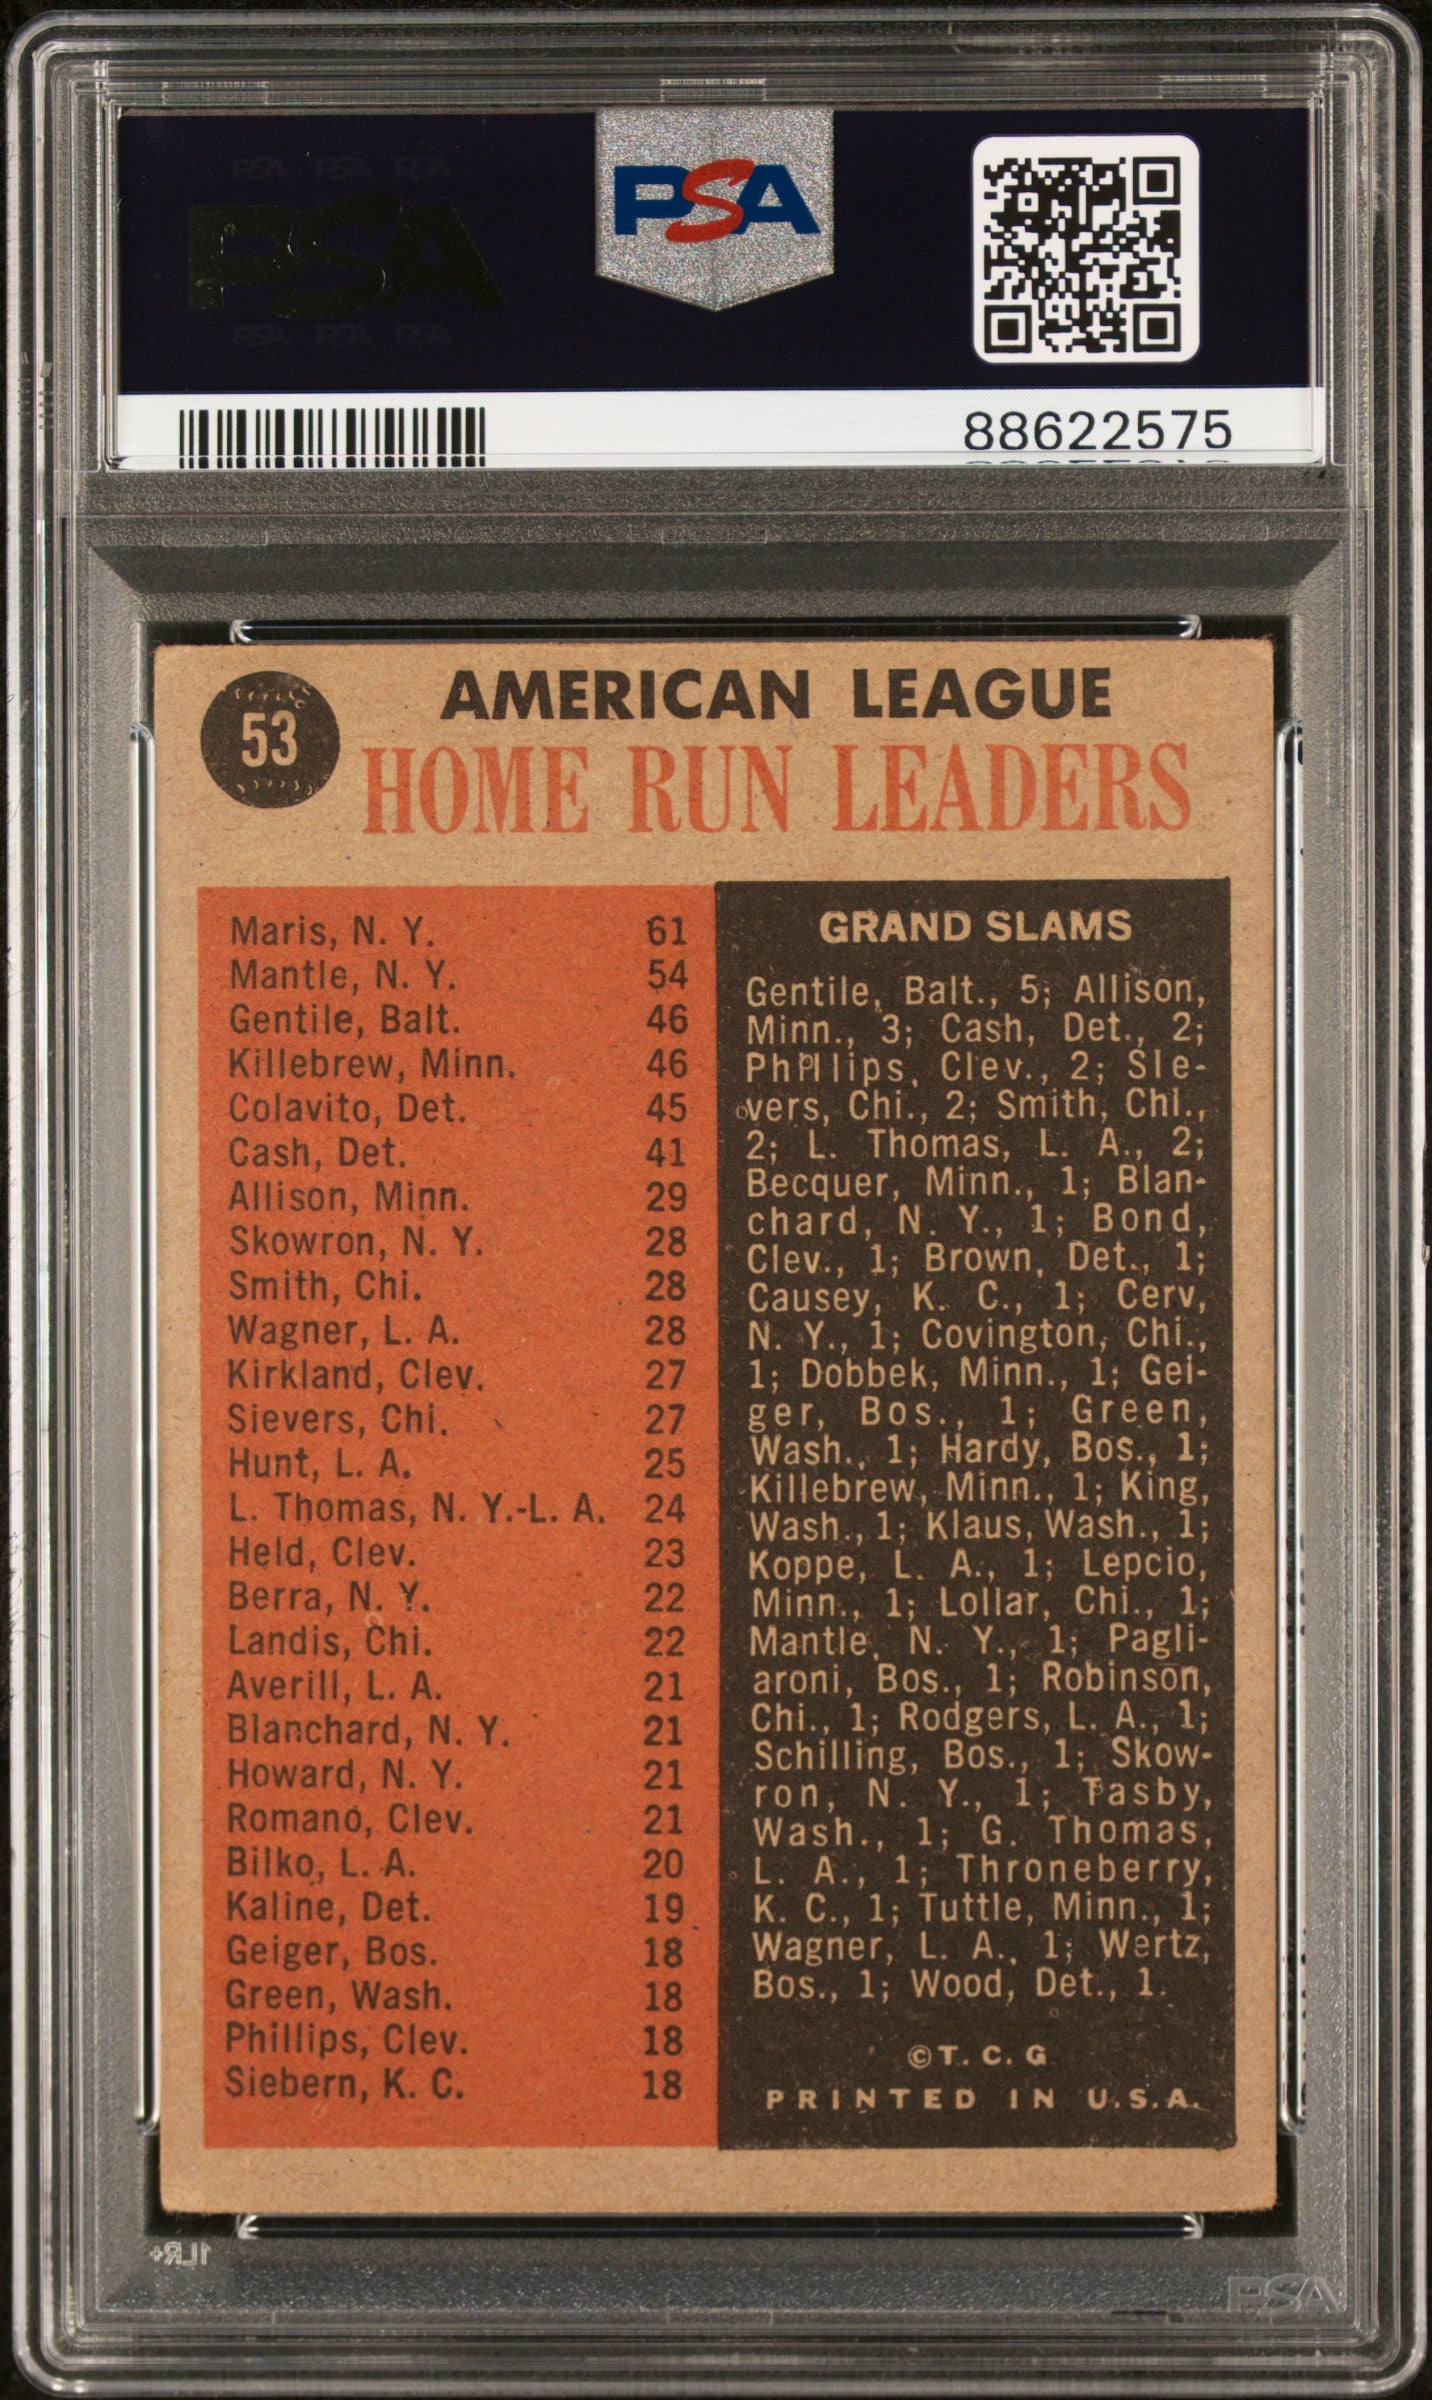 PSA PSA PSA
PSA
PSA PSA PSA
PSA
88622575
53
AMERICAN LEAGUE
HOME RUN LEADERS
Maris, N. Y. 61
Mantle, N. Y. 54
Gentile, Balt. 46
Killebrew, Minn. 46
Colavito, Det. 45
Cash, Det. 41
Allison, Minn. 29
Skowron, N. Y. 28
Smith, Chi. 28
Wagner, L. A. 28
Kirkland, Clev. 27
Sievers, Chi. 27
Hunt, L. A. 25
L. Thomas, N. Y.-L. A. 24
Held, Clev. 23
Berra, N. Y. 22
Landis, Chi. 22
Averill, L. A. 21
Blanchard, N. Y. 21
Howard, N. Y. 21
Romano, Clev. 21
Bilko, L. A. 20
Kaline, Det. 19
Geiger, Bos. 18
Green, Wash. 18
Phillips, Clev. 18
Siebern, K. C. 18
GRAND SLAMS
Gentile, Balt., 5; Allison,
Minn., 3; Cash, Det., 2;
Phillips, Clev., 2; Sie-
vers, Chi., 2; Smith, Chi.,
2; L. Thomas, L. A., 2;
Becquer, Minn., 1; Blan-
chard, N. Y., 1; Bond,
Clev., 1; Brown, Det., 1;
Causey, K. C., 1; Cerv,
N. Y., 1; Covington, Chi.,
1; Dobbek, Minn., 1; Gei-
ger, Bos., 1; Green,
Wash., 1; Hardy, Bos., 1;
Killebrew, Minn., 1; King,
Wash., 1; Klaus, Wash., 1;
Koppe, L. A., 1; Lepcio,
Minn., 1; Lollar, Chi., 1;
Mantle, N. Y., 1; Pagli-
aroni, Bos., 1; Robinson,
Chi., 1; Rodgers, L. A., 1;
Schilling, Bos., 1; Skow-
ron, N. Y., 1; Tasby,
Wash., 1; G. Thomas,
L. A., 1; Throneberry,
K. C., 1; Tuttle, Minn., 1;
Wagner, L. A., 1; Wertz,
Bos., 1; Wood, Det., 1.
©T. C. G
PRINTED IN U.S.A.
1LR+
PSA